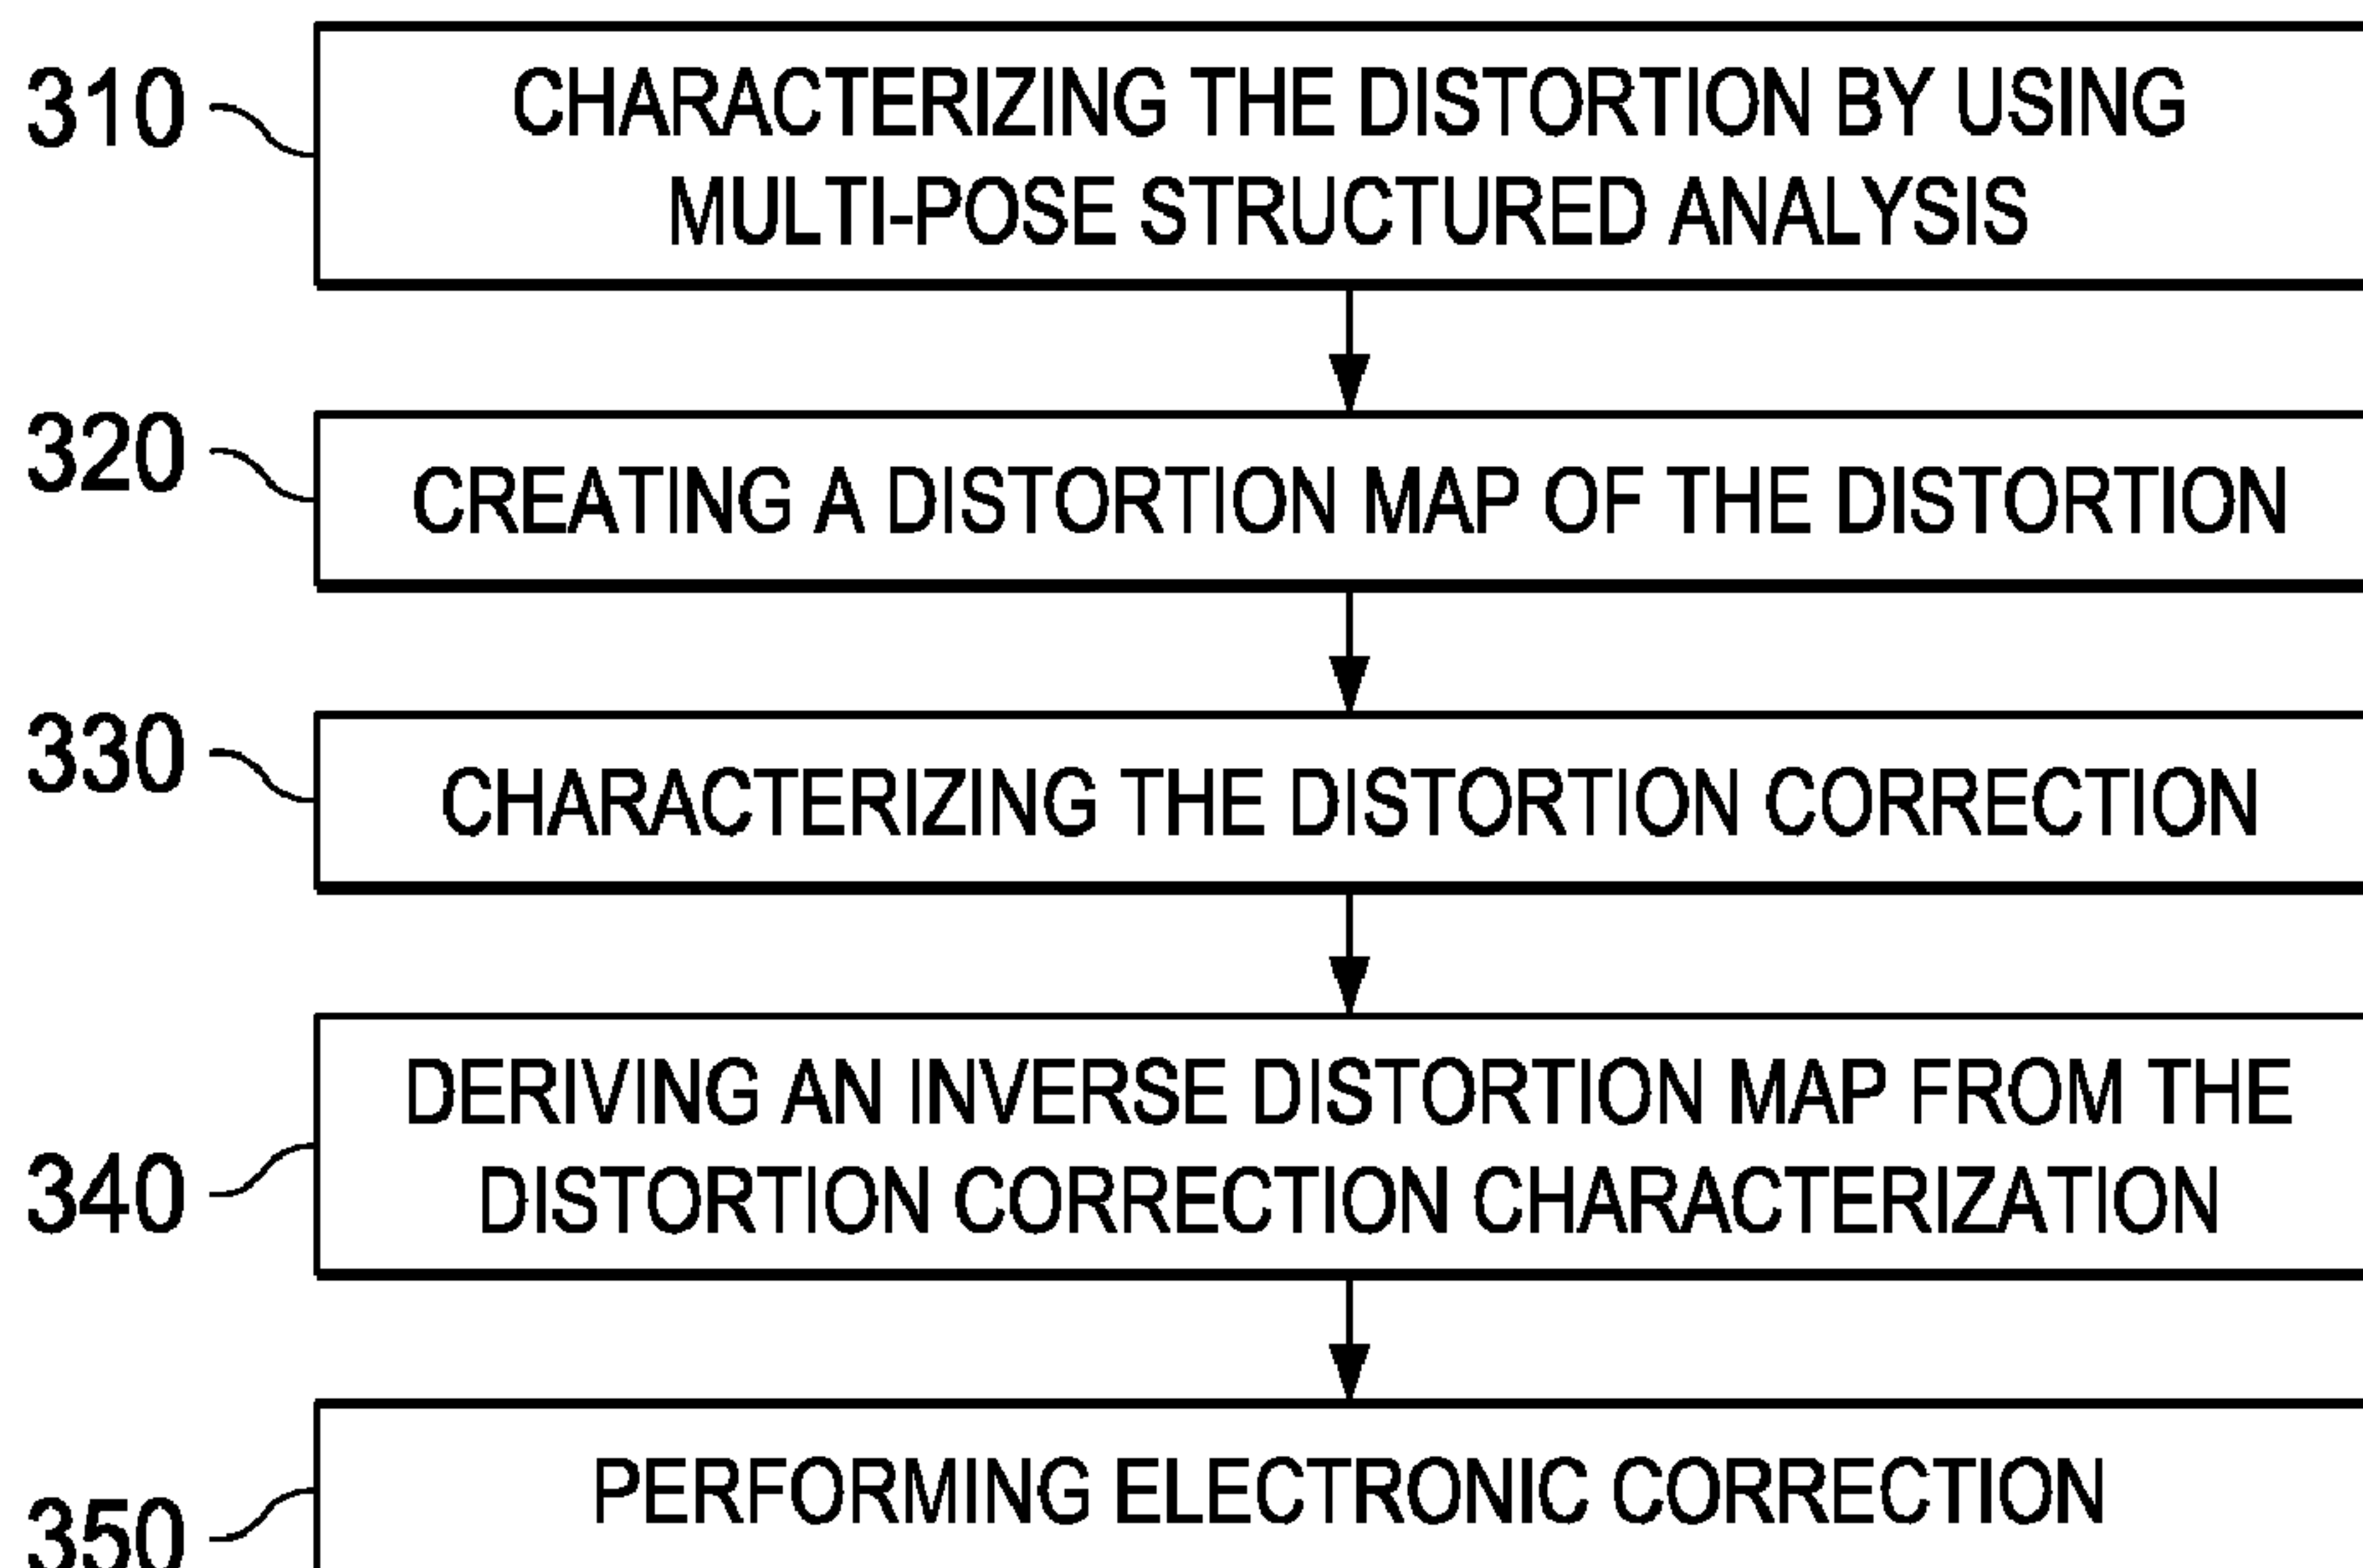 310
CHARACTERIZING THE DISTORTION BY USING
MULTI-POSE STRUCTURED ANALYSIS
320
CREATING A DISTORTION MAP OF THE DISTORTION
330
CHARACTERIZING THE DISTORTION CORRECTION
340
DERIVING AN INVERSE DISTORTION MAP FROM THE
DISTORTION CORRECTION CHARACTERIZATION
350
PERFORMING ELECTRONIC CORRECTION